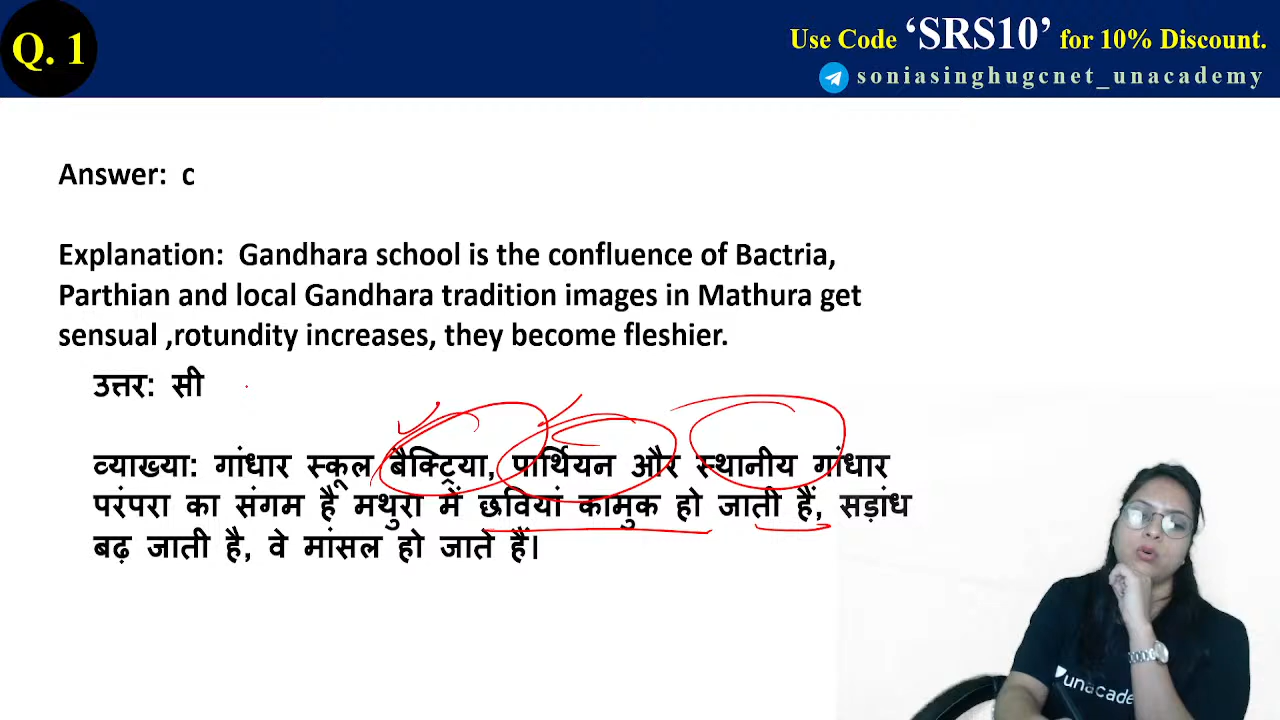 Q. 1
Use Code ‘SRS10’ for 10% Discount.
soniasinghugcnet_unacademy
Answer: c
Explanation: Gandhara school is the confluence of Bactria,
Parthian and local Gandhara tradition images in Mathura get
sensual ,rotundity increases, they become fleshier.
उत्तर: सी
व्याख्या: गांधार स्कूल बैक्ट्रिया, पार्थियन और स्थानीय गांधार
परंपरा का संगम है मथुरा में छवियां कामुक हो जाती हैं, सड़ांध
बढ़ जाती है, वे मांसल हो जाते हैं।
unacade